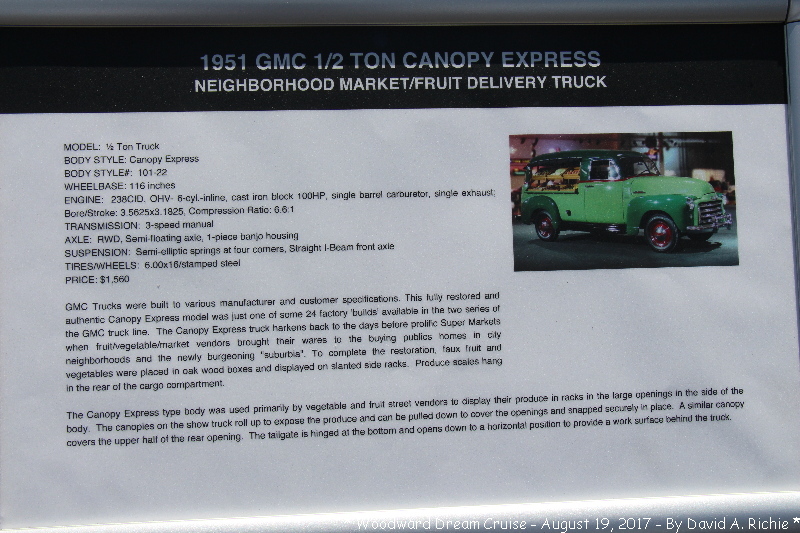 1951 GMC 1/2 TON CANOPY EXPRESS
NEIGHBORHOOD MARKET/FRUIT DELIVERY TRUCK
MODEL: ½ Ton Truck
BODY STYLE: Canopy Express
BODY STYLE#: 101-22
WHEELBASE: 116 inches
ENGINE: 238CID. OHV- 6-cyl.-inline, cast iron block 100HP, single barrel carburetor, single exhaust;
Bore/Stroke: 3.5625x3.1825, Compression Ratio: 6.6:1
TRANSMISSION: 3-speed manual
AXLE: RWD, Semi-floating axle, 1-piece banjo housing
SUSPENSION: Semi-elliptic springs at four corners, Straight I-Beam front axle
TIRES/WHEELS: 6.00x16/stamped steel
PRICE: $1,560
GMC Trucks were built to various manufacturer and customer specifications. This fully restored and
authentic Canopy Express model was just one of some 24 factory 'builds' available in the two series of
the GMC truck line. The Canopy Express truck harkens back to the days before prolific Super Markets
when fruit/vegetable/market vendors brought their wares to the buying publics homes in city
neighborhoods and the newly burgeoning "suburbia". To complete the restoration, faux fruit and
vegetables were placed in oak wood boxes and displayed on slanted side racks. Produce scales hang
in the rear of the cargo compartment.
The Canopy Express type body was used primarily by vegetable and fruit street vendors to display their produce in racks in the large openings in the side of the
body. The canopies on the show truck roll up to expose the produce and can be pulled down to cover the openings and snapped securely in place. A similar canopy
covers the upper half of the rear opening. The tailgate is hinged at the bottom and opens down to a horizontal position to provide a work surface behind the truck.
Woodward Dream Cruise - August 19, 2017 - By David A. Richie *